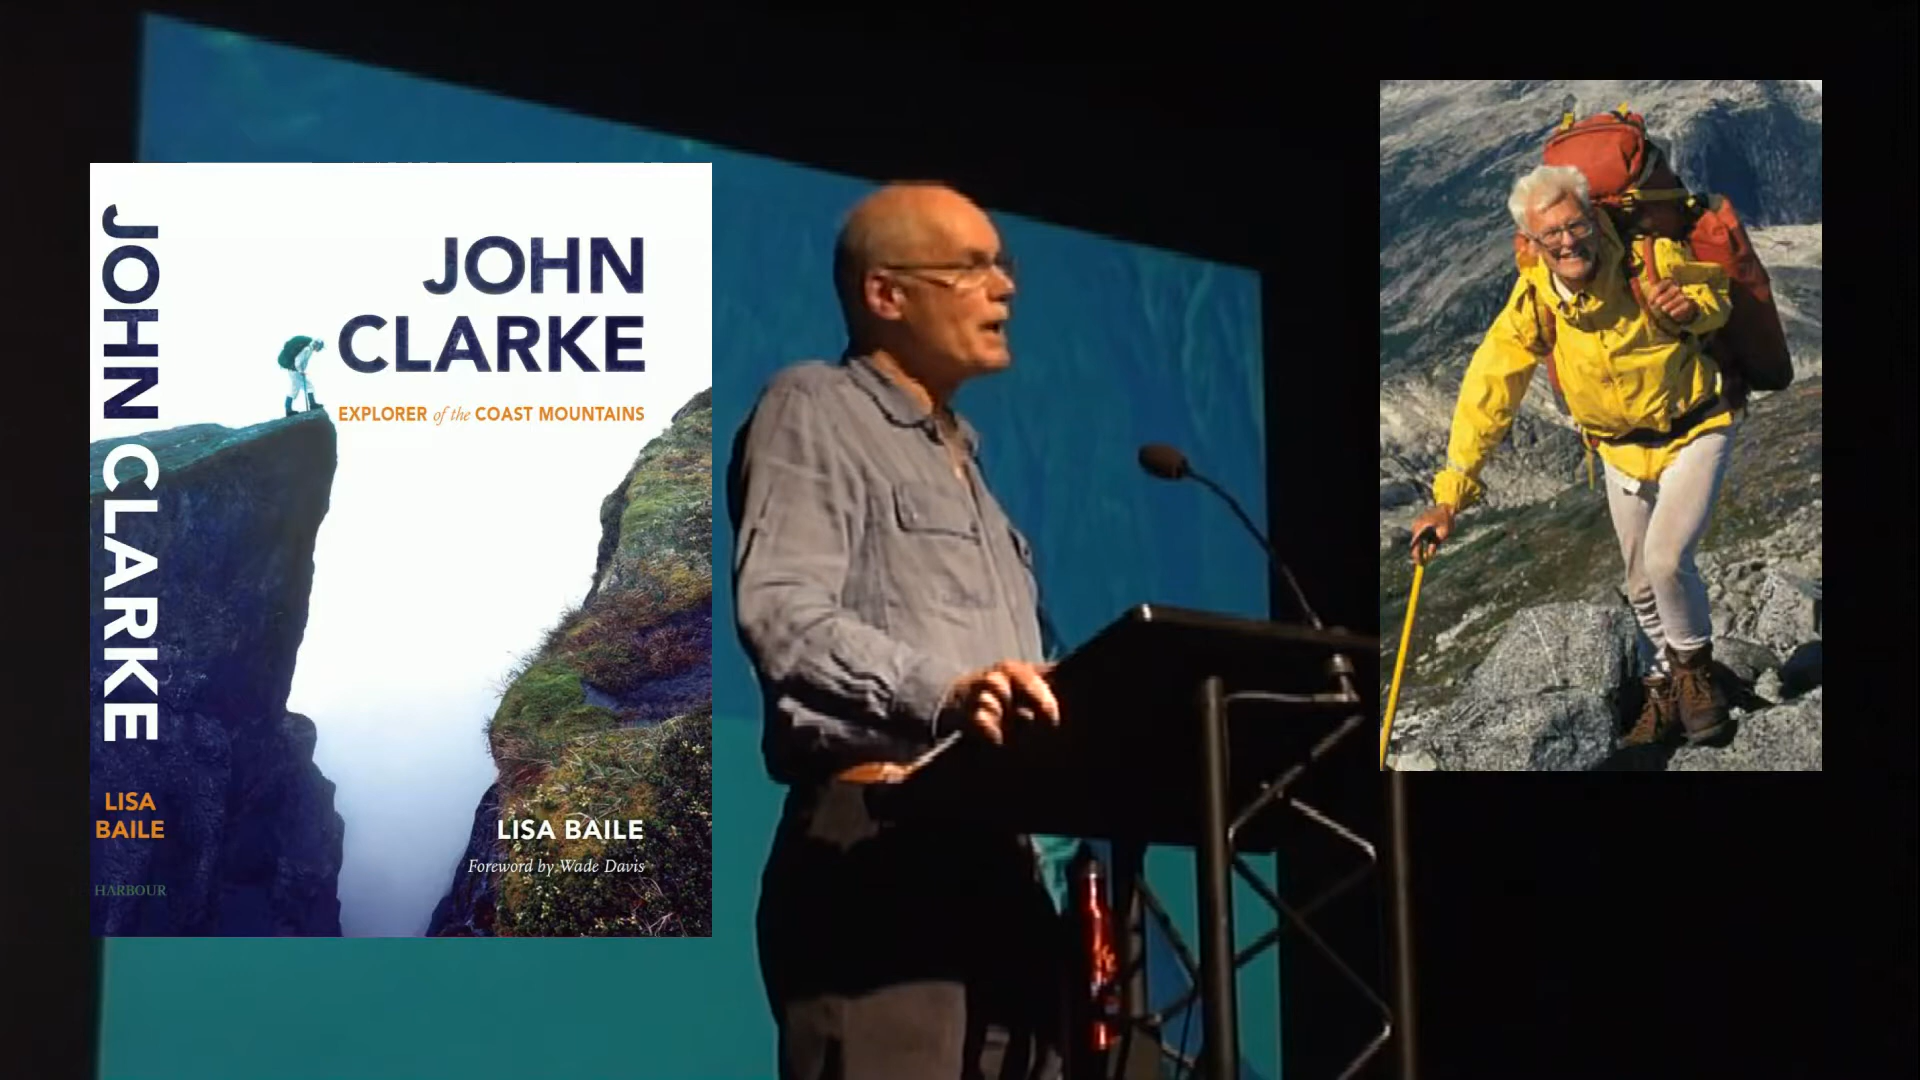 JOHN CLARKE
LISA
BAILE
HARBOUR
JOHN
CLARKE
EXPLORER of the COAST MOUNTAINS
LISA BAILE
Foreword by Wade Davis